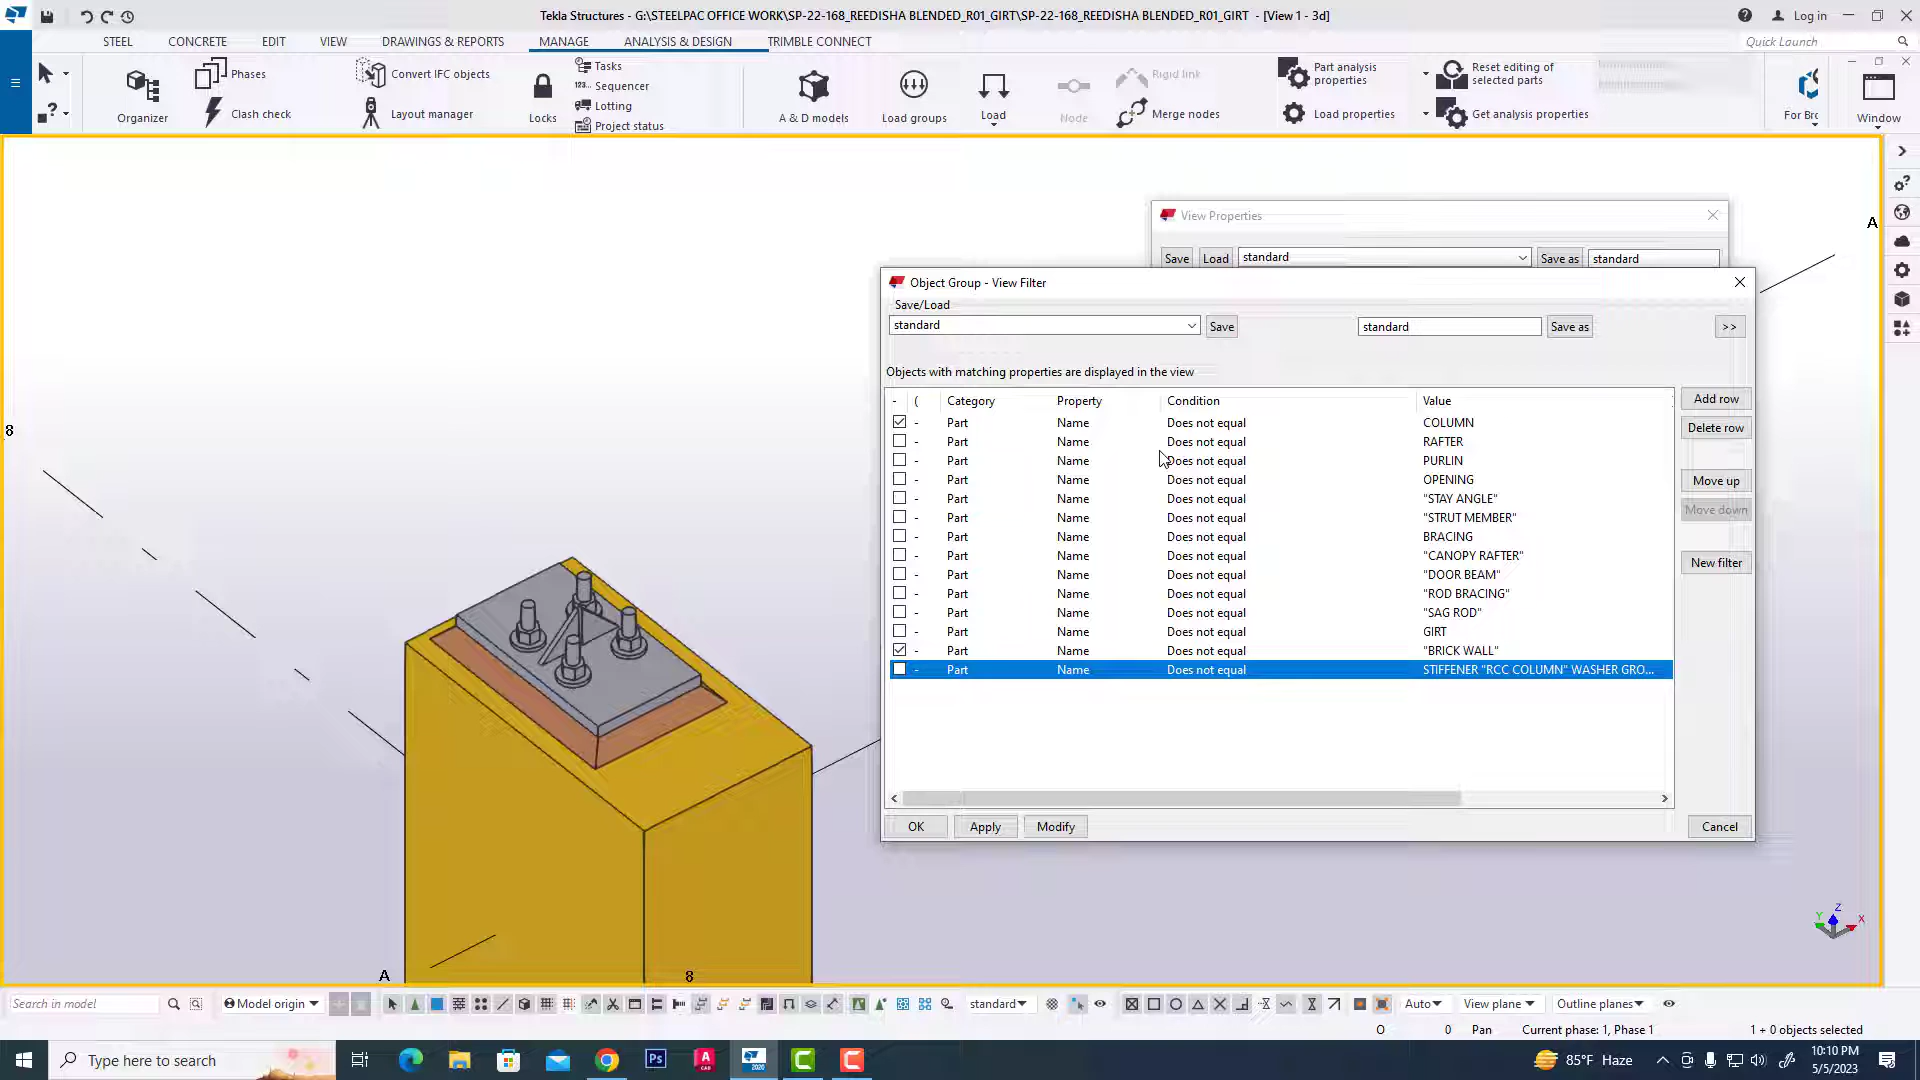 Tekla Structures - G:\STEELPAC OFFICE WORK\SP-22-168_REEDISHA BLENDED_R01_GIRT\SP-22-168_REEDISHA BLENDED_R01_GIRT - [View 1 - 3d]
Log in
STEEL CONCRETE EDIT VIEW DRAWINGS & REPORTS MANAGE ANALYSIS & DESIGN TRIMBLE CONNECT
Quick Launch
Organizer
Phases
Clash check
Convert IFC objects
Layout manager
Locks
Tasks
123... Sequencer
Lotting
Project status
A & D models
Load groups
Load
Node
Rigid link
Merge nodes
Part analysis properties
Load properties
Reset editing of selected parts
Get analysis properties
For Brc
Window
View Properties
Save Load standard Save as standard
A
8
Object Group - View Filter
Save/Load
standard Save standard Save as >>
Objects with matching properties are displayed in the view
- ( Category Property Condition Value
- Part Name Does not equal COLUMN
- Part Name Does not equal RAFTER
- Part Name Does not equal PURLIN
- Part Name Does not equal OPENING
- Part Name Does not equal "STAY ANGLE"
- Part Name Does not equal "STRUT MEMBER"
- Part Name Does not equal BRACING
- Part Name Does not equal "CANOPY RAFTER"
- Part Name Does not equal "DOOR BEAM"
- Part Name Does not equal "ROD BRACING"
- Part Name Does not equal "SAG ROD"
- Part Name Does not equal GIRT
- Part Name Does not equal "BRICK WALL"
- Part Name Does not equal STIFFENER "RCC COLUMN" WASHER GRO...
Add row
Delete row
Move up
Move down
New filter
OK Apply Modify Cancel
Z
Y X
A 8
Search in model Model origin standard Auto View plane Outline planes
O 0 Pan Current phase: 1, Phase 1 1 + 0 objects selected
Type here to search
Ps
A
CAD
2020
C
C
85°F Haze
10:10 PM
5/5/2023